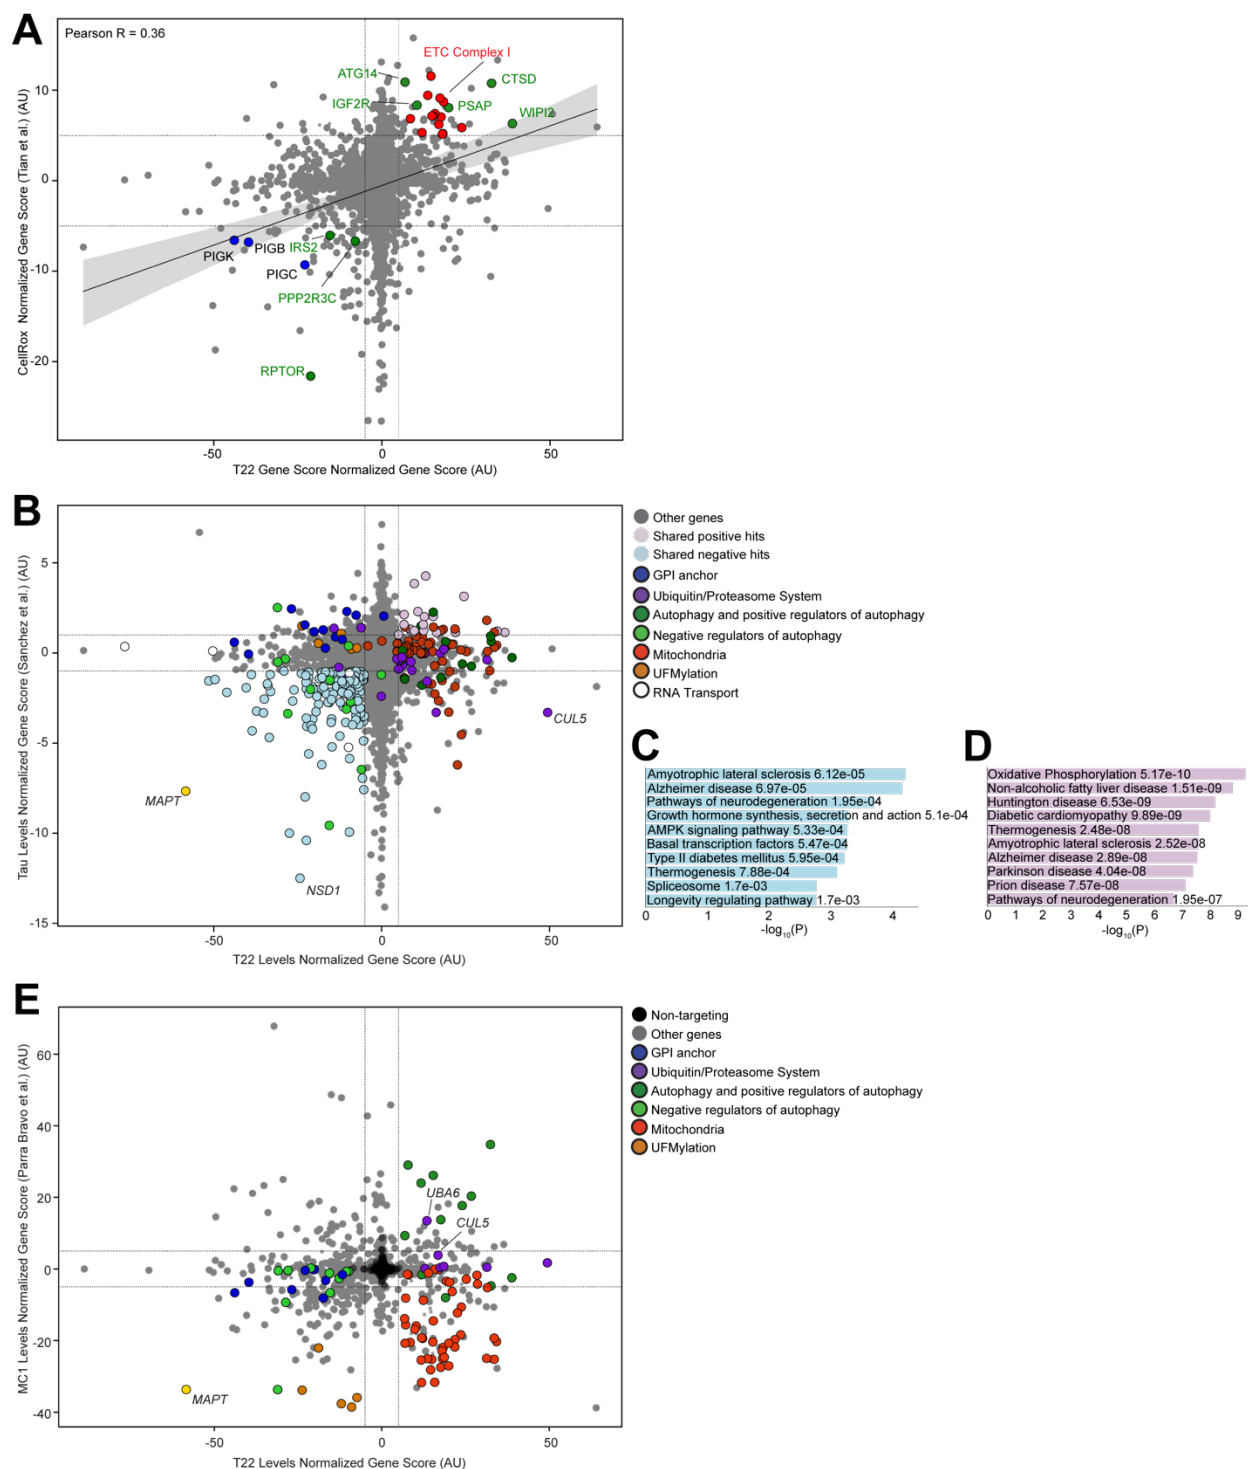 A
Pearson R = 0.36
ETC Complex I
ATG14
CTSD
IGF2R
PSAP
WIPI2
PIGK
PIGB
IRS2
PIGC
PPP2R3C
RPTOR
10
0
-10
-20
CellRox Normalized Gene Score (Tian et al.) (AU)
-50
0
50
T22 Gene Score Normalized Gene Score (AU)
B
5
0
-5
-10
-15
Tau Levels Normalized Gene Score (Sanchez et al.) (AU)
MAPT
NSD1
CUL5
-50
0
50
T22 Levels Normalized Gene Score (AU)
Other genes
Shared positive hits
Shared negative hits
GPI anchor
Ubiquitin/Proteasome System
Autophagy and positive regulators of autophagy
Negative regulators of autophagy
Mitochondria
UFMylation
RNA Transport
C
Amyotrophic lateral sclerosis 6.12e-05
Alzheimer disease 6.97e-05
Pathways of neurodegeneration 1.95e-04
Growth hormone synthesis, secretion and action 5.1e-04
AMPK signaling pathway 5.33e-04
Basal transcription factors 5.47e-04
Type II diabetes mellitus 5.95e-04
Thermogenesis 7.88e-04
Spliceosome 1.7e-03
Longevity regulating pathway 1.7e-03
0 1 2 3 4
-log10(P)
D
Oxidative Phosphorylation 5.17e-10
Non-alcoholic fatty liver disease 1.51e-09
Huntington disease 6.53e-09
Diabetic cardiomyopathy 9.89e-09
Thermogenesis 2.48e-08
Amyotrophic lateral sclerosis 2.52e-08
Alzheimer disease 2.89e-08
Parkinson disease 4.04e-08
Prion disease 7.57e-08
Pathways of neurodegeneration 1.95e-07
0 1 2 3 4 5 6 7 8 9
-log10(P)
E
60
40
20
0
-20
-40
MC1 Levels Normalized Gene Score (Parra Bravo et al.) (AU)
UBA6
CUL5
MAPT
-50
0
50
T22 Levels Normalized Gene Score (AU)
Non-targeting
Other genes
GPI anchor
Ubiquitin/Proteasome System
Autophagy and positive regulators of autophagy
Negative regulators of autophagy
Mitochondria
UFMylation